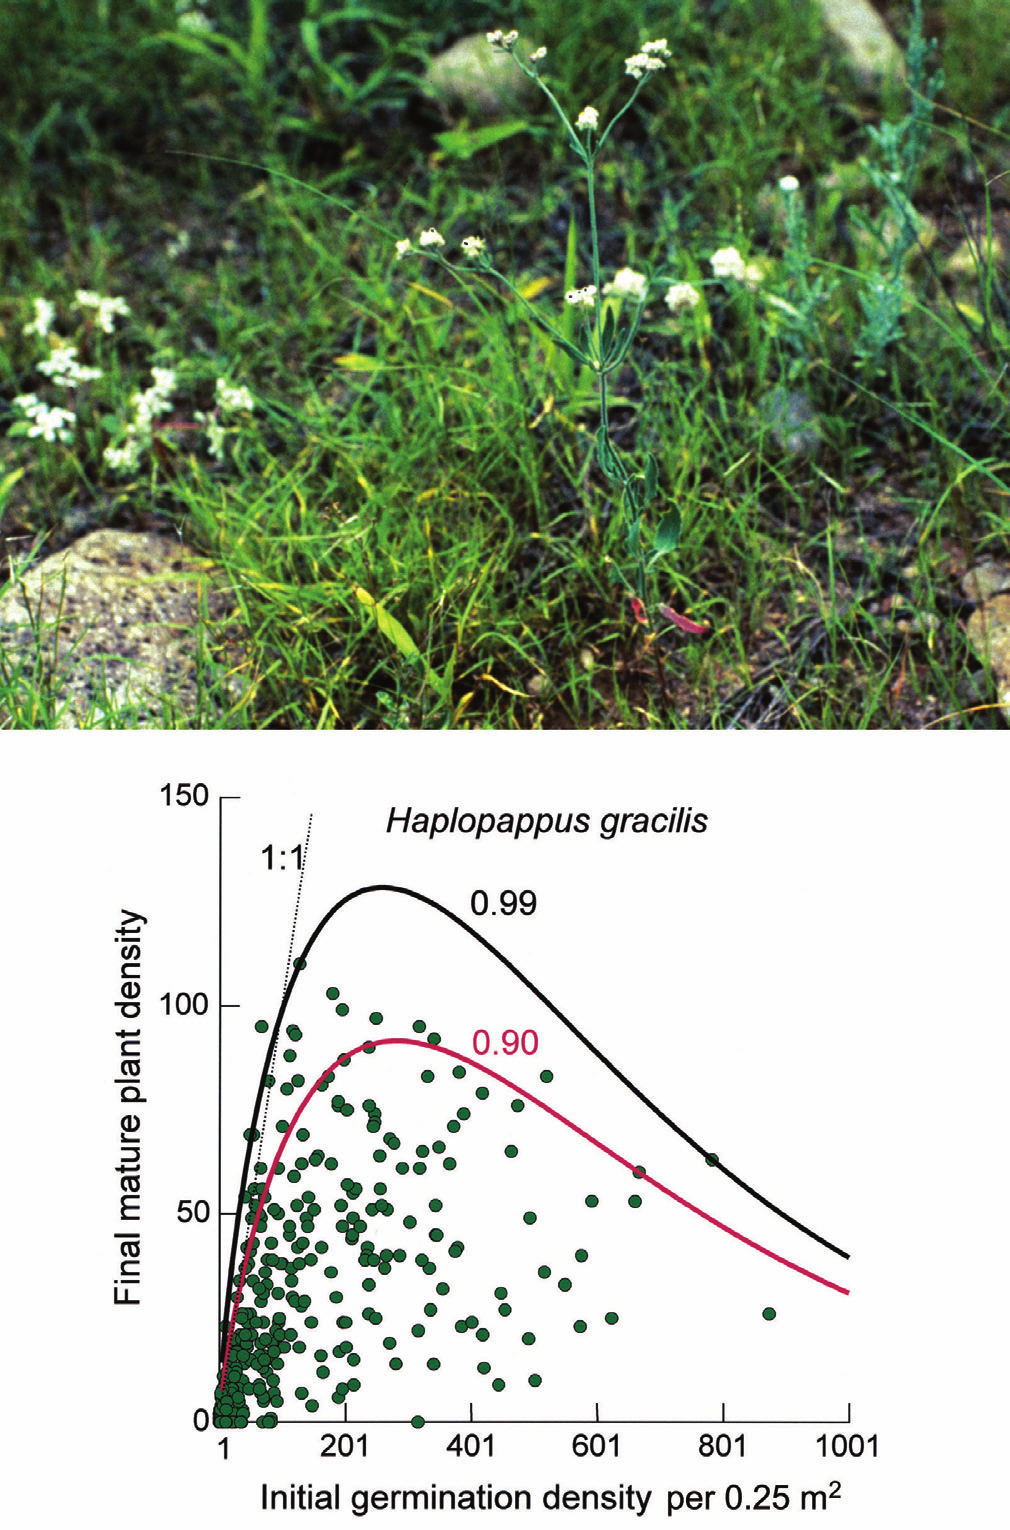 150
Haplopappus gracilis
1:1
0.99
100
0.90
50
0
1 201 401 601 801 1001
Final mature plant density
Initial germination density per 0.25 m²